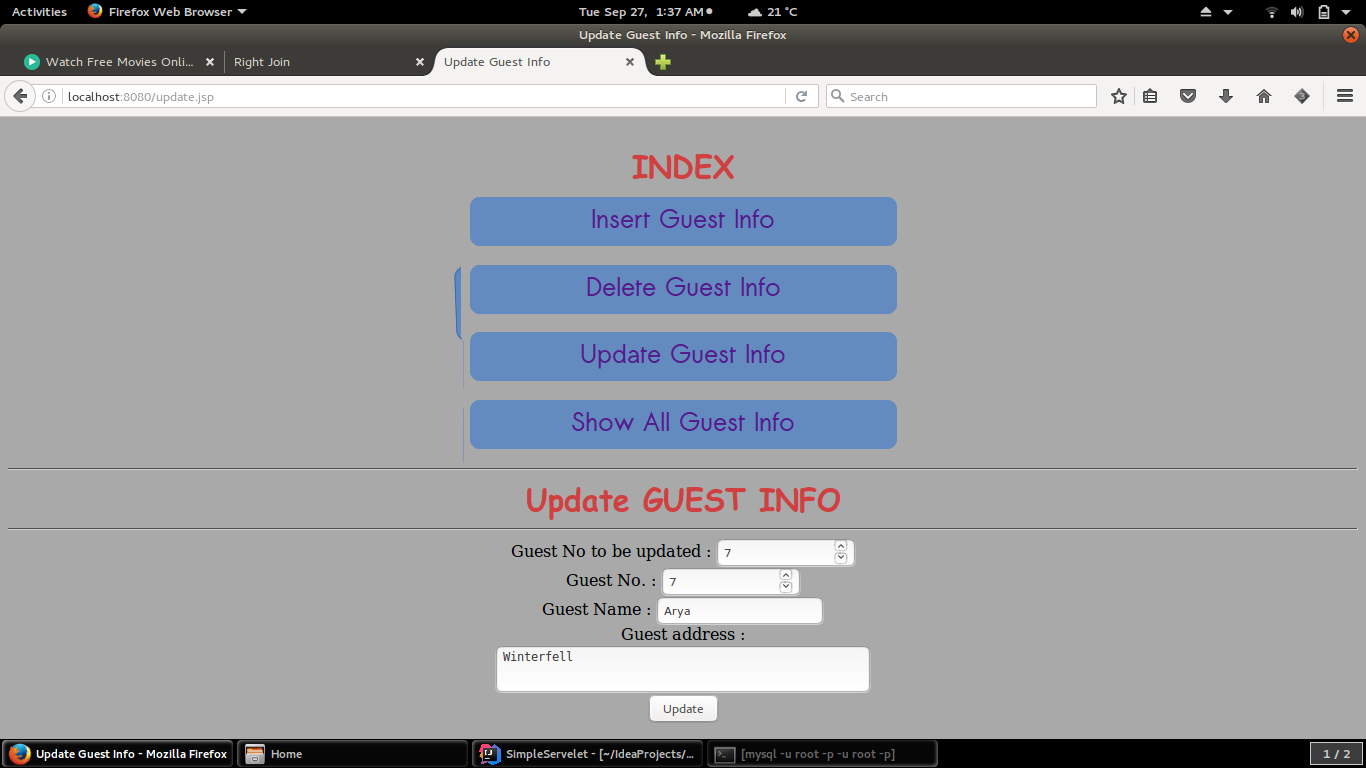 Activities Firefox Web Browser Tue Sep 27, 1:37 AM 21 °C
Update Guest Info - Mozilla Firefox
Watch Free Movies Onli... Right Join Update Guest Info
localhost:8080/update.jsp Search
INDEX
Insert Guest Info
Delete Guest Info
Update Guest Info
Show All Guest Info
Update GUEST INFO
Guest No to be updated : 7
Guest No. : 7
Guest Name : Arya
Guest address :
Winterfell
Update
Update Guest Info - Mozilla Firefox Home SimpleServelet - [~/IdeaProjects/... [mysql -u root -p -u root -p] 1 / 2